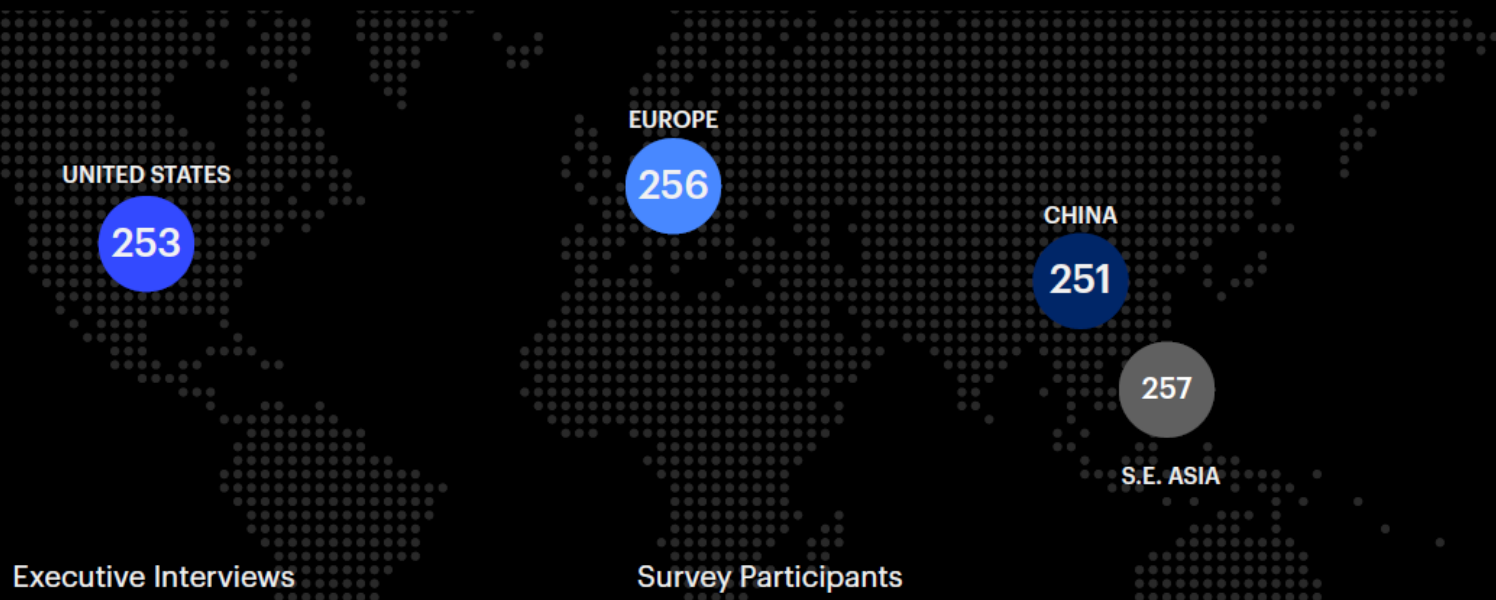 EUROPE
256
UNITED STATES
253
CHINA
251
257
S.E. ASIA
Executive Interviews
Survey Participants